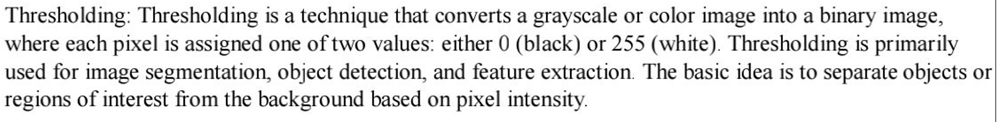 Thresholding: Thresholding is a technique that converts a grayscale or color image into a binary image,
where each pixel is assigned one of two values: either 0 (black) or 255 (white). Thresholding is primarily
used for image segmentation, object detection, and feature extraction. The basic idea is to separate objects or
regions of interest from the background based on pixel intensity.